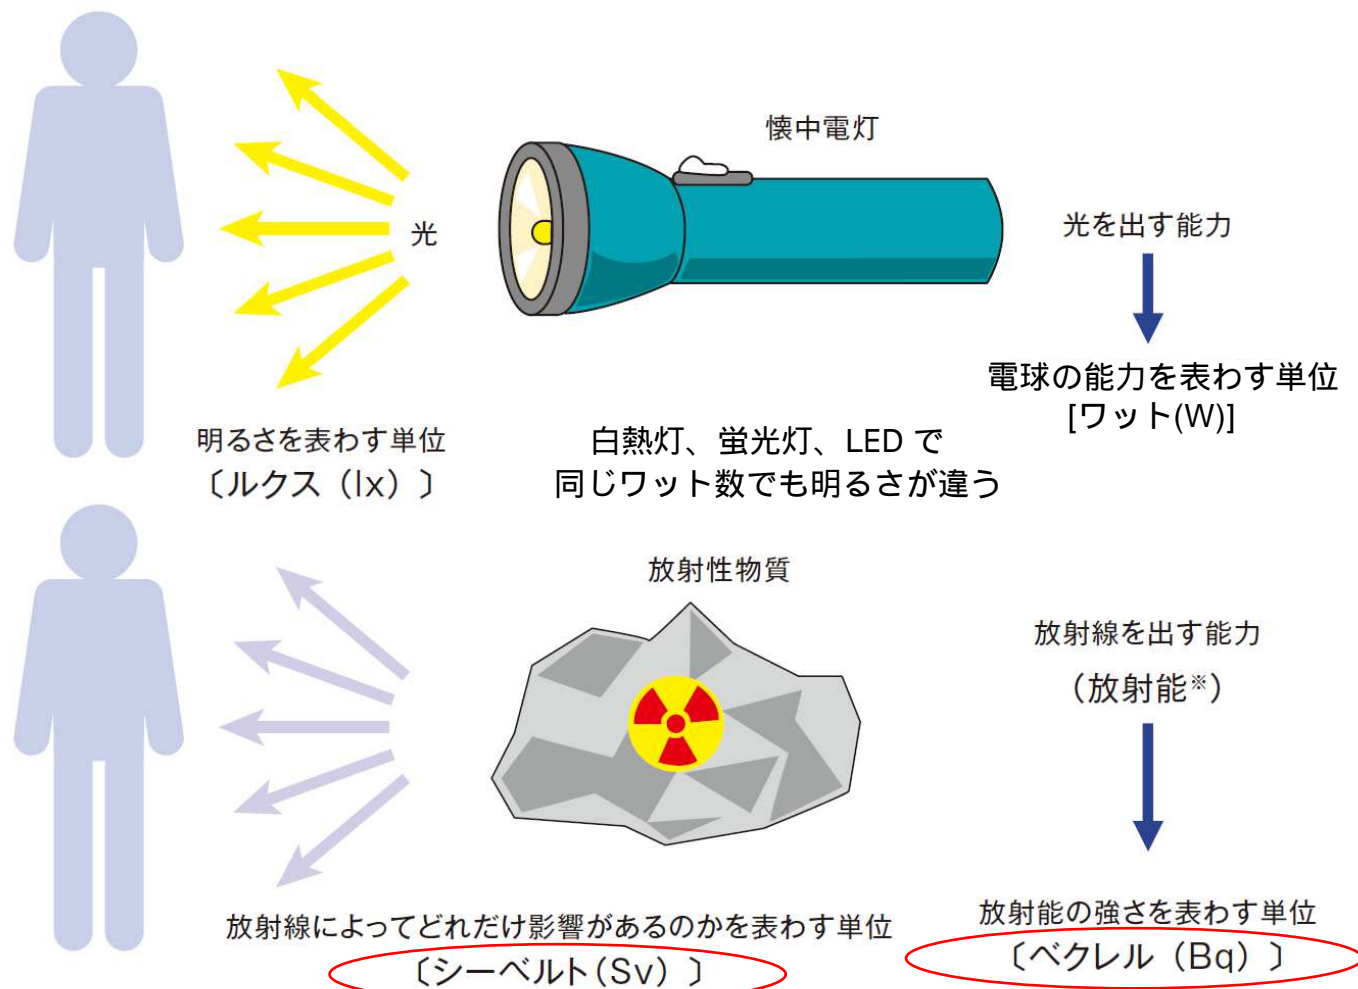 懐中電灯
光
光を出す能力
電球の能力を表わす単位
[ワット(W)]
明るさを表わす単位
〔ルクス（lx）〕
白熱灯、蛍光灯、LED で
同じワット数でも明るさが違う
放射性物質
放射線を出す能力
（放射能※）
放射線によってどれだけ影響があるのかを表わす単位
〔シーベルト（Sv）〕
放射能の強さを表わす単位
〔ベクレル（Bq）〕